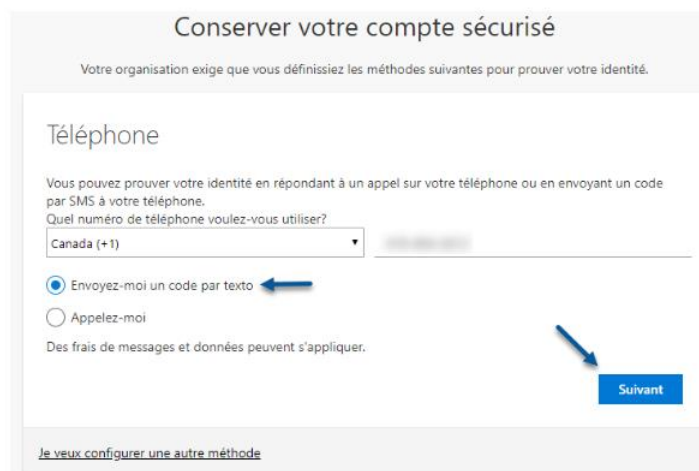 Conserver votre compte sécurisé
Votre organisation exige que vous définissiez les méthodes suivantes pour prouver votre identité.
Téléphone
Vous pouvez prouver votre identité en répondant à un appel sur votre téléphone ou en envoyant un code
par SMS à votre téléphone.
Quel numéro de téléphone voulez-vous utiliser?
Canada (+1)
Envoyez-moi un code par texto
Appelez-moi
Des frais de messages et données peuvent s'appliquer.
Suivant
Je veux configurer une autre méthode